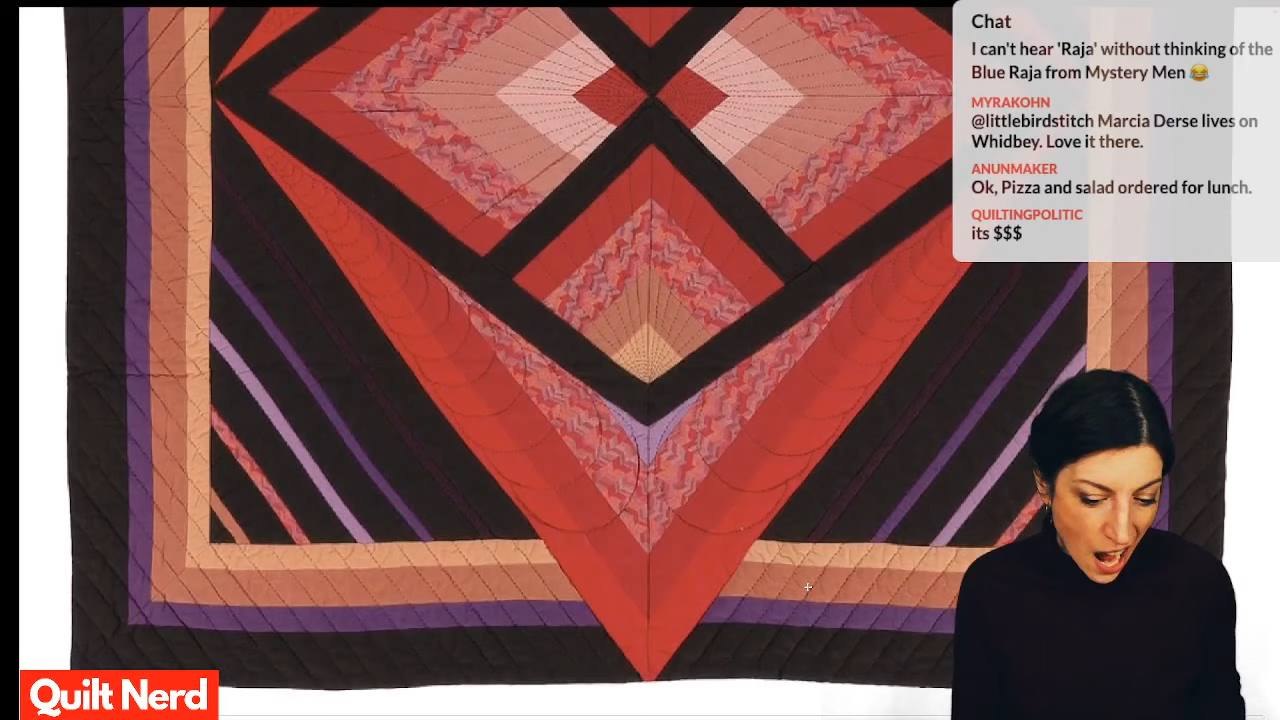 Chat
I can't hear 'Raja' without thinking of the
Blue Raja from Mystery Men 😂
MYRAKOHN
@littlebirdstitch Marcia Derse lives on
Whidbey. Love it there.
ANUNMAKER
Ok, Pizza and salad ordered for lunch.
QUILTINGPOLITIC
its $$$
Quilt Nerd